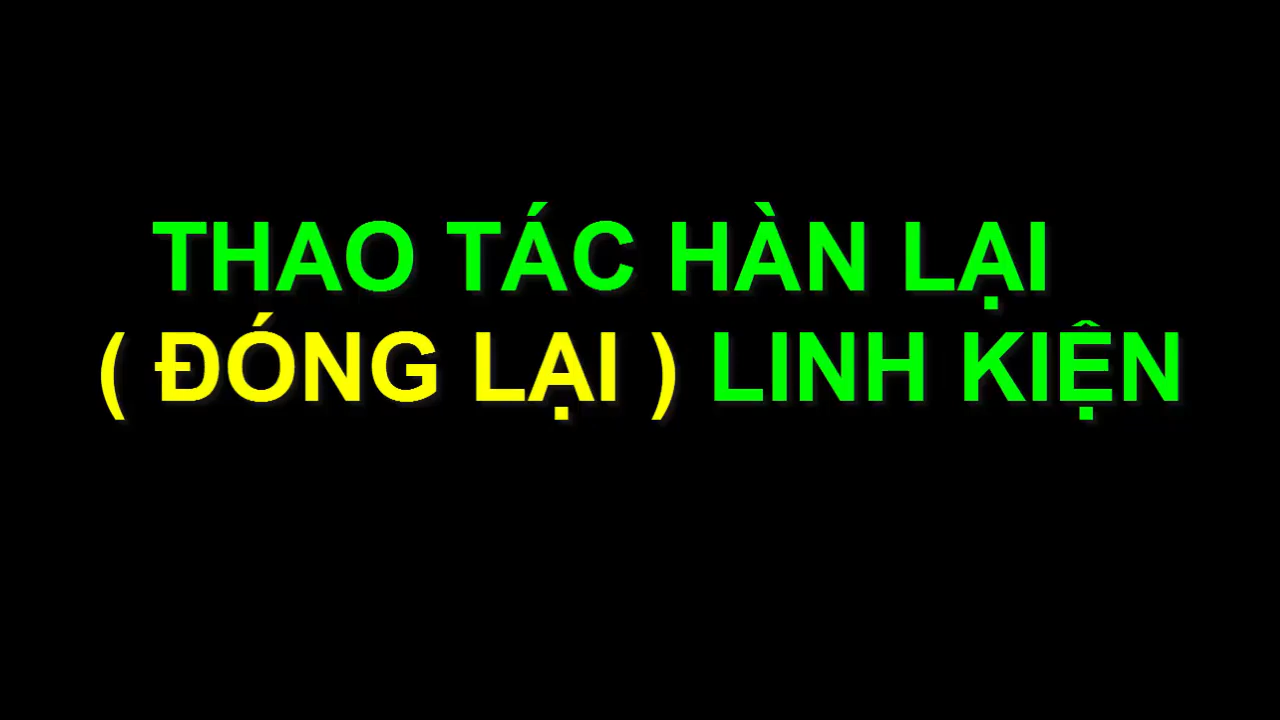 THAO TÁC HÀN LẠI
( ĐÓNG LẠI ) LINH KIỆN